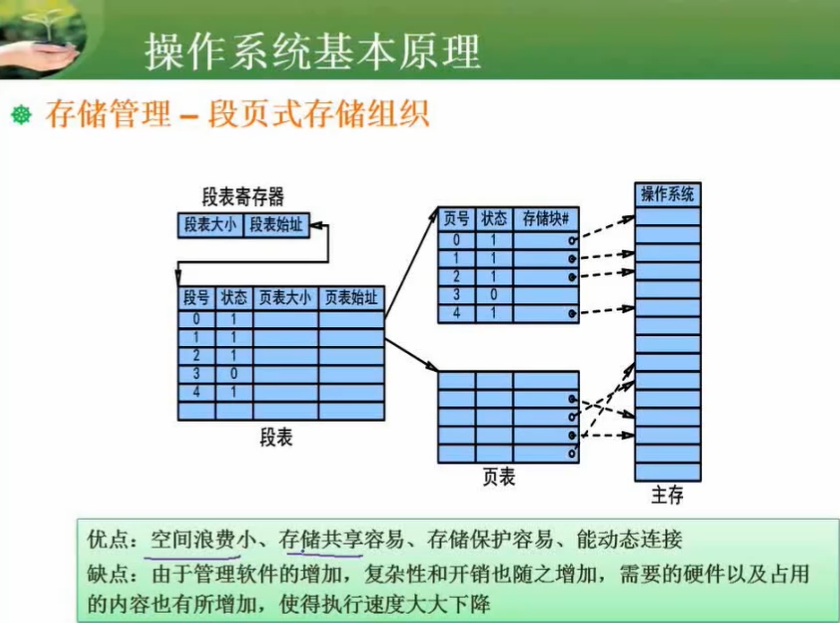 操作系统基本原理
存储管理 – 段页式存储组织
段表寄存器
段表大小 段表始址
段号 状态 页表大小 页表始址
0 1
1 1
2 1
3 0
4 1
段表
页号 状态 存储块#
0 1
1 1
2 1
3 0
4 1
页表
操作系统
主存
优点：空间浪费小、存储共享容易、存储保护容易、能动态连接
缺点：由于管理软件的增加，复杂性和开销也随之增加，需要的硬件以及占用
的内容也有所增加，使得执行速度大大下降